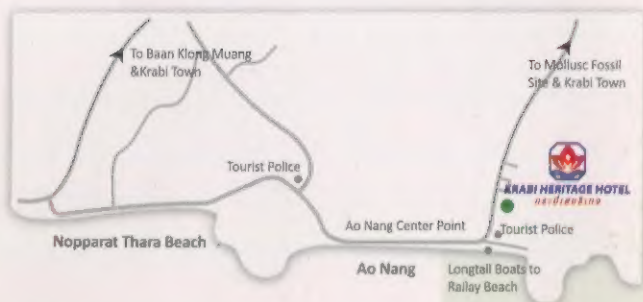 To Baan Klong Muang
&Krabi Town
To Mollusc Fossil
Site & Krabi Town
Tourist Police
KRABI HERITAGE HOTEL
Ao Nang Center Point
Tourist Police
Nopparat Thara Beach
Ao Nang
Longtail Boats to
Railay Beach